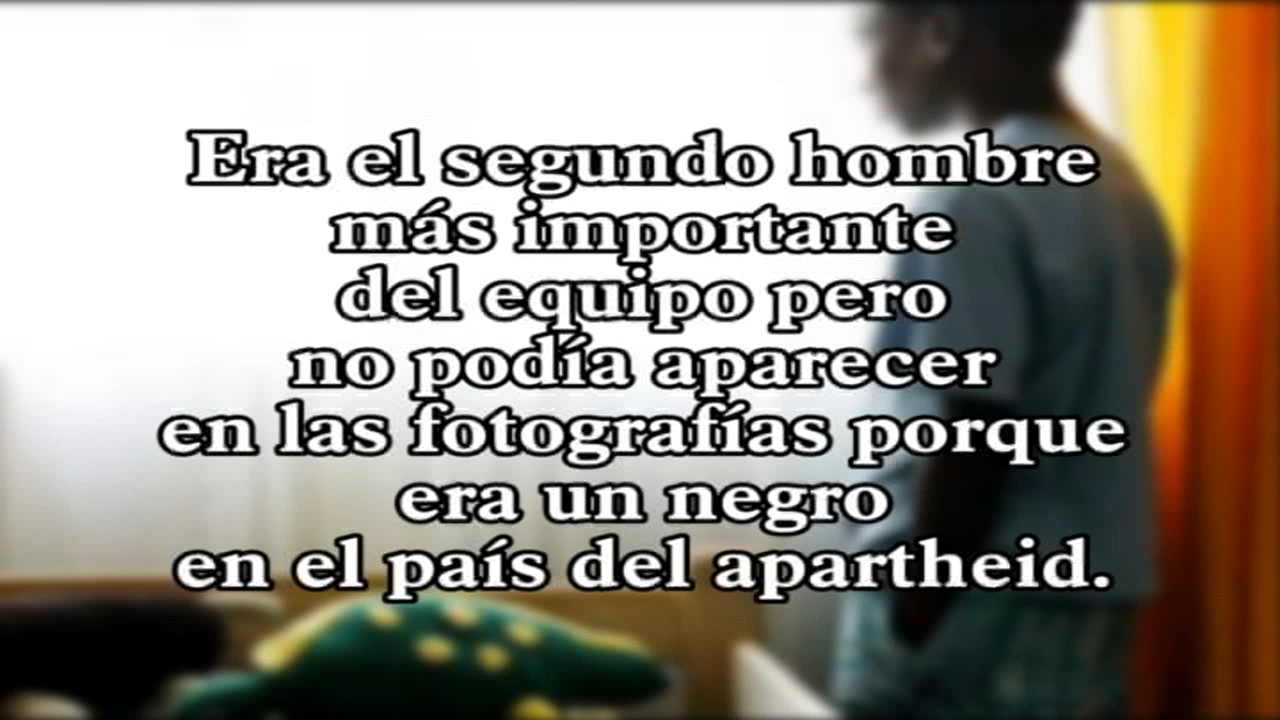 Era el segundo hombre
más importante
del equipo pero
no podía aparecer
en las fotografías porque
era un negro
en el país del apartheid.